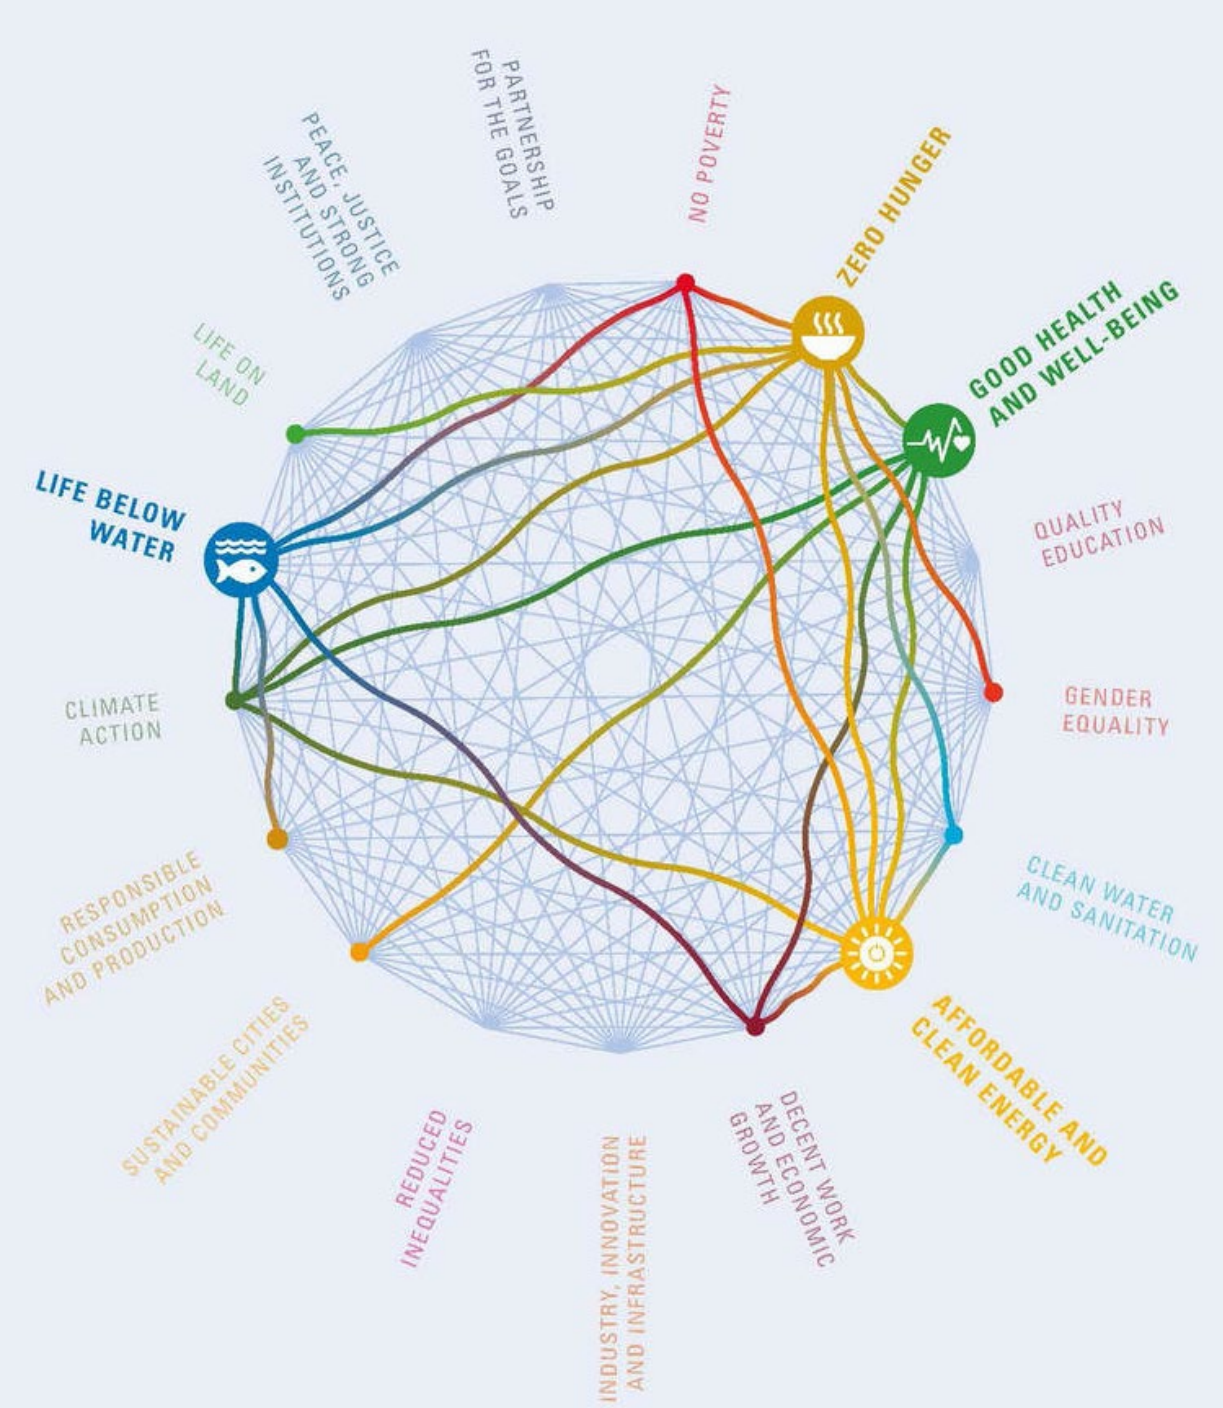 NO POVERTY
ZERO HUNGER
GOOD HEALTH
AND WELL-BEING
QUALITY
EDUCATION
GENDER
EQUALITY
CLEAN WATER
AND SANITATION
AFFORDABLE AND
CLEAN ENERGY
DECENT WORK
AND ECONOMIC
GROWTH
INDUSTRY, INNOVATION
AND INFRASTRUCTURE
REDUCED
INEQUALITIES
SUSTAINABLE CITIES
AND COMMUNITIES
RESPONSIBLE
CONSUMPTION
AND PRODUCTION
CLIMATE
ACTION
LIFE BELOW
WATER
LIFE ON
LAND
PEACE, JUSTICE
AND STRONG
INSTITUTIONS
PARTNERSHIP
FOR THE GOALS